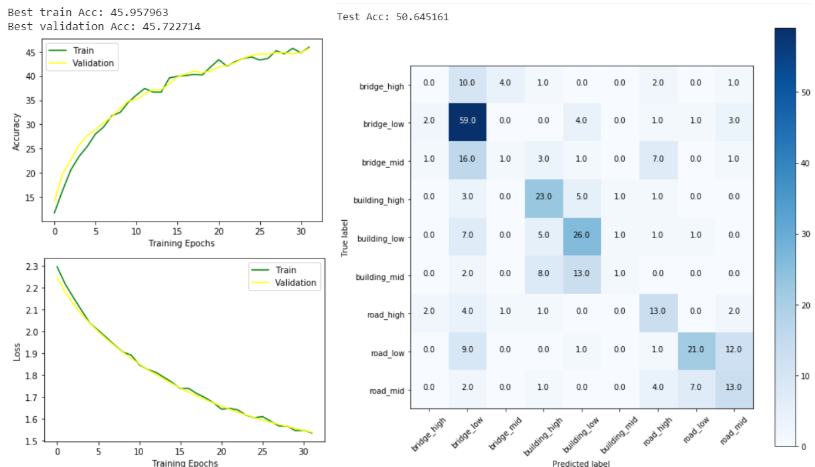 Best train Acc: 45.957963
Best validation Acc: 45.722714
Train
Validation
Accuracy
45
40
35
30
25
20
15
0 5 10 15 20 25 30
Training Epochs
Train
Validation
Loss
2.3
2.2
2.1
2.0
1.9
1.8
1.7
1.6
1.5
0 5 10 15 20 25 30
Training Epochs
Test Acc: 50.645161
True label
bridge_high 0.0 10.0 4.0 1.0 0.0 0.0 2.0 0.0 1.0
bridge_low 2.0 59.0 0.0 0.0 4.0 0.0 1.0 1.0 3.0
bridge_mid 1.0 16.0 1.0 3.0 1.0 0.0 7.0 0.0 1.0
building_high 0.0 3.0 0.0 23.0 5.0 1.0 1.0 0.0 0.0
building_low 0.0 7.0 0.0 5.0 26.0 1.0 1.0 1.0 0.0
building_mid 0.0 2.0 0.0 8.0 13.0 1.0 0.0 0.0 0.0
road_high 2.0 4.0 1.0 1.0 0.0 0.0 13.0 0.0 2.0
road_low 0.0 9.0 0.0 0.0 1.0 0.0 1.0 21.0 12.0
road_mid 0.0 2.0 0.0 1.0 0.0 0.0 4.0 7.0 13.0
bridge_high bridge_low bridge_mid building_high building_low building_mid road_high road_low road_mid
Predicted label
50
40
30
20
10
0